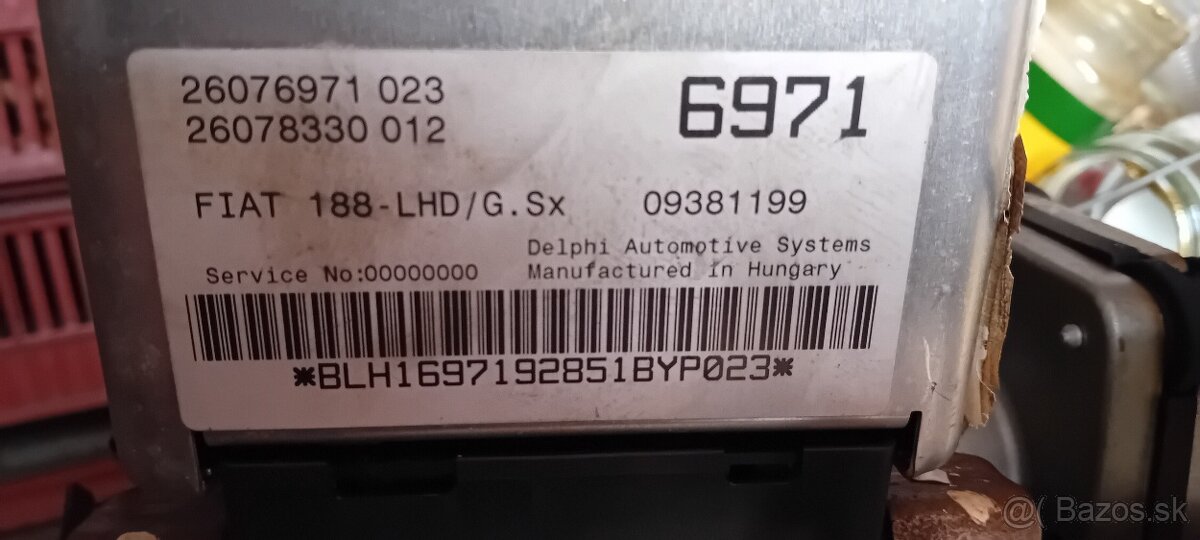 26076971 023
26078330 012
6971
FIAT 188-LHD/G.Sx 09381199
Delphi Automotive Systems
Service No:00000000 Manufactured in Hungary
*BLH1697192851BYP023*
@( Bazos.sk